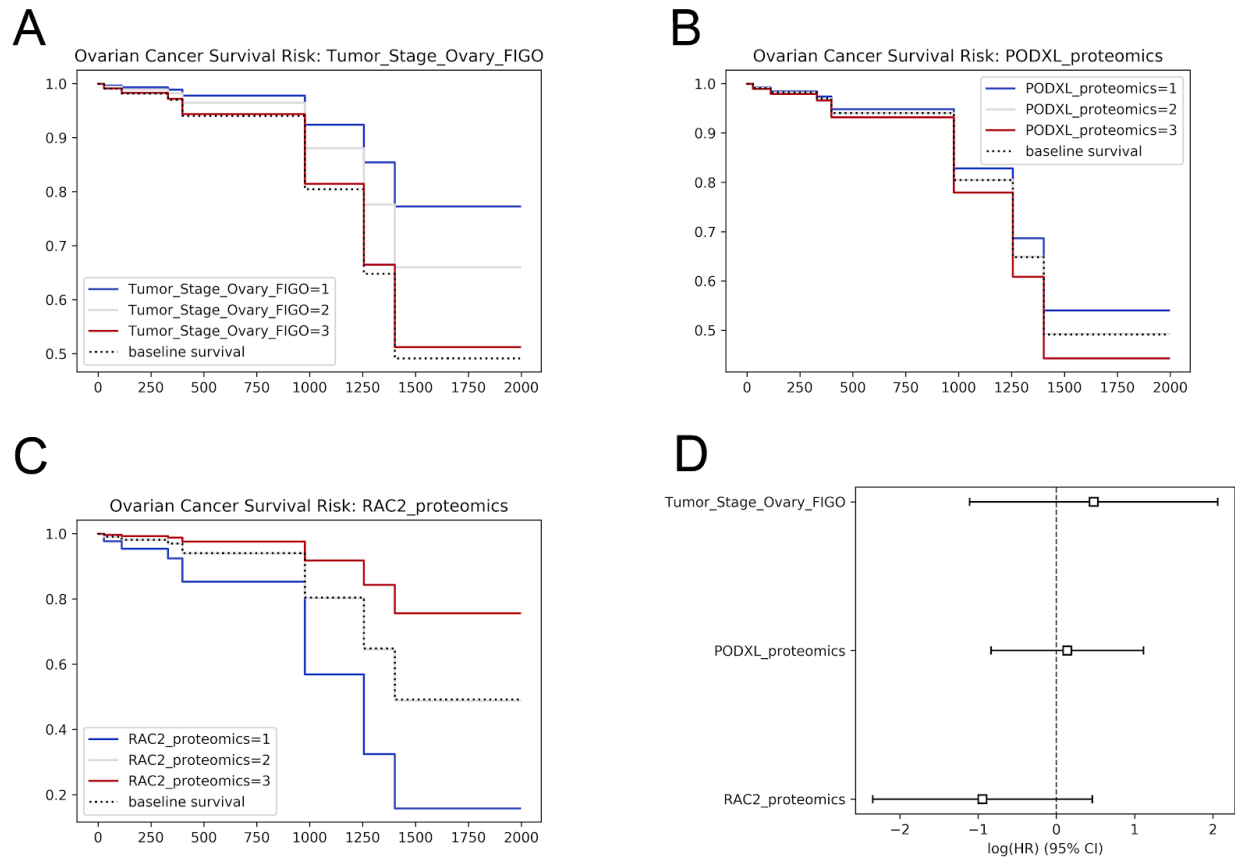 A
Ovarian Cancer Survival Risk: Tumor_Stage_Ovary_FIGO
1.0
0.9
0.8
0.7
0.6
0.5
Tumor_Stage_Ovary_FIGO=1
Tumor_Stage_Ovary_FIGO=2
Tumor_Stage_Ovary_FIGO=3
baseline survival
0 250 500 750 1000 1250 1500 1750 2000
B
Ovarian Cancer Survival Risk: PODXL_proteomics
1.0
0.9
0.8
0.7
0.6
0.5
PODXL_proteomics=1
PODXL_proteomics=2
PODXL_proteomics=3
baseline survival
0 250 500 750 1000 1250 1500 1750 2000
C
Ovarian Cancer Survival Risk: RAC2_proteomics
1.0
0.8
0.6
0.4
0.2
RAC2_proteomics=1
RAC2_proteomics=2
RAC2_proteomics=3
baseline survival
0 250 500 750 1000 1250 1500 1750 2000
D
Tumor_Stage_Ovary_FIGO
PODXL_proteomics
RAC2_proteomics
−2 −1 0 1 2
log(HR) (95% CI)